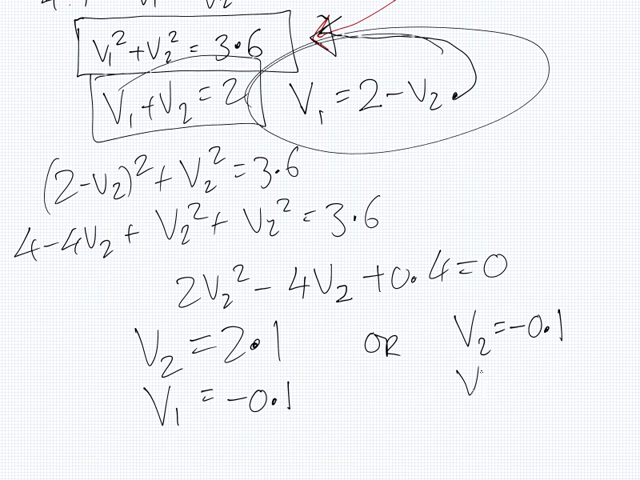 V₁² + V₂² = 3.6
V₁ + V₂ = 2 V₁ = 2 - V₂
(2 - V₂)² + V₂² = 3.6
4 - 4V₂ + V₂² + V₂² = 3.6
2V₂² - 4V₂ + 0.4 = 0
V₂ = 2.1 OR V₂ = -0.1
V₁ = -0.1 V